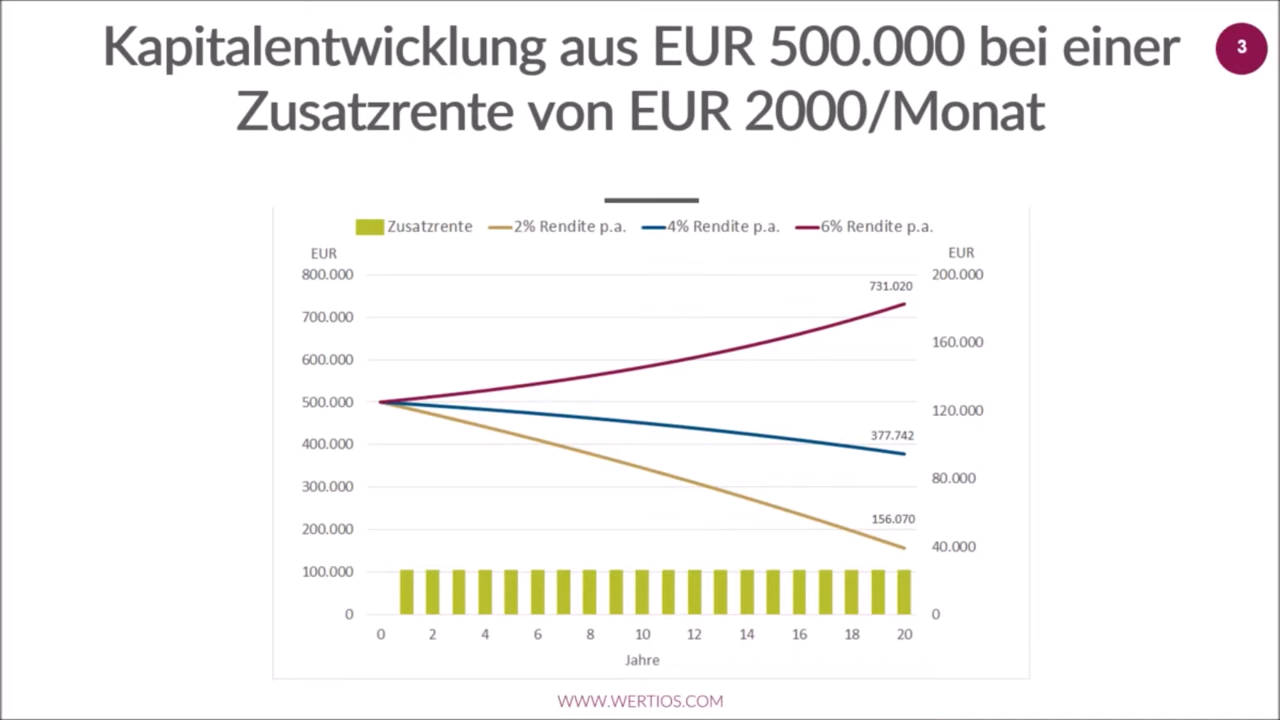 Kapitalentwicklung aus EUR 500.000 bei einer
Zusatzrente von EUR 2000/Monat
3
Zusatzrente 2% Rendite p.a. 4% Rendite p.a. 6% Rendite p.a.
EUR EUR
800.000 200.000
731.020
700.000
160.000
600.000
500.000
120.000
377.742
400.000
80.000
300.000
156.070
200.000
40.000
100.000
0 0
0 2 4 6 8 10 12 14 16 18 20
Jahre
WWW.WERTIOS.COM